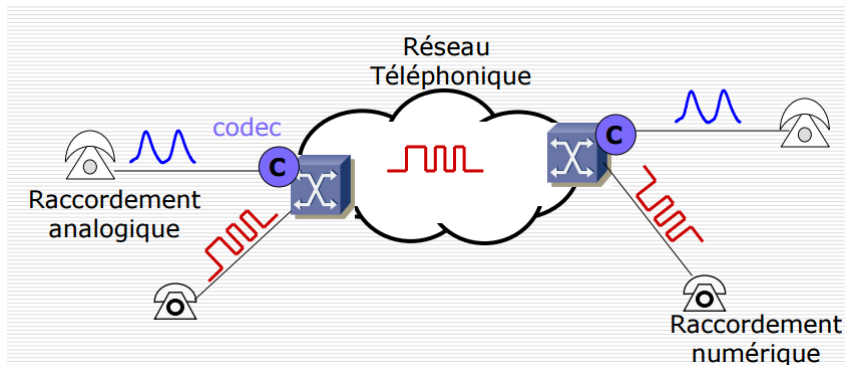 Réseau
Téléphonique
codec
C
C
Raccordement
analogique
Raccordement
numérique